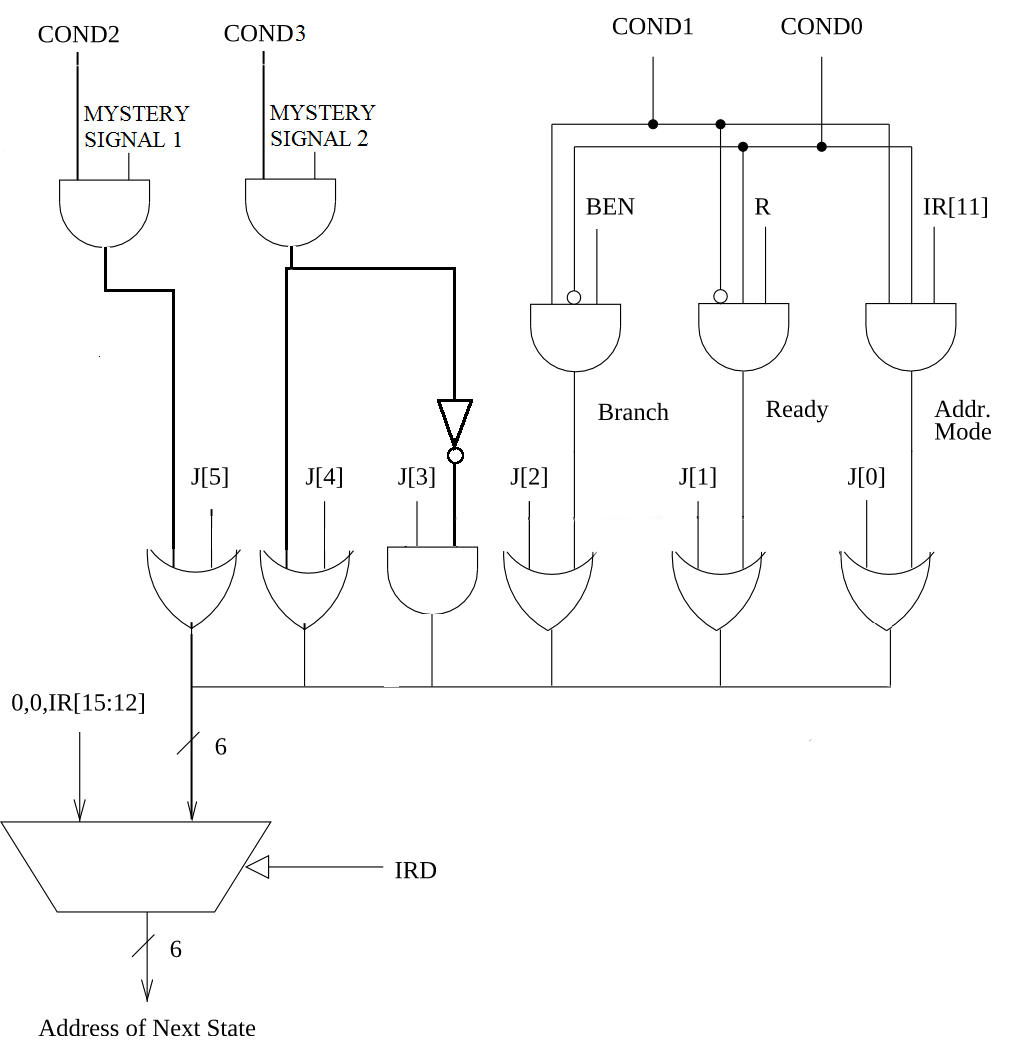 COND2
COND3
COND1
COND0
MYSTERY
SIGNAL 1
MYSTERY
SIGNAL 2
BEN
R
IR[11]
Branch
Ready
Addr.
Mode
J[5]
J[4]
J[3]
J[2]
J[1]
J[0]
0,0,IR[15:12]
6
IRD
6
Address of Next State